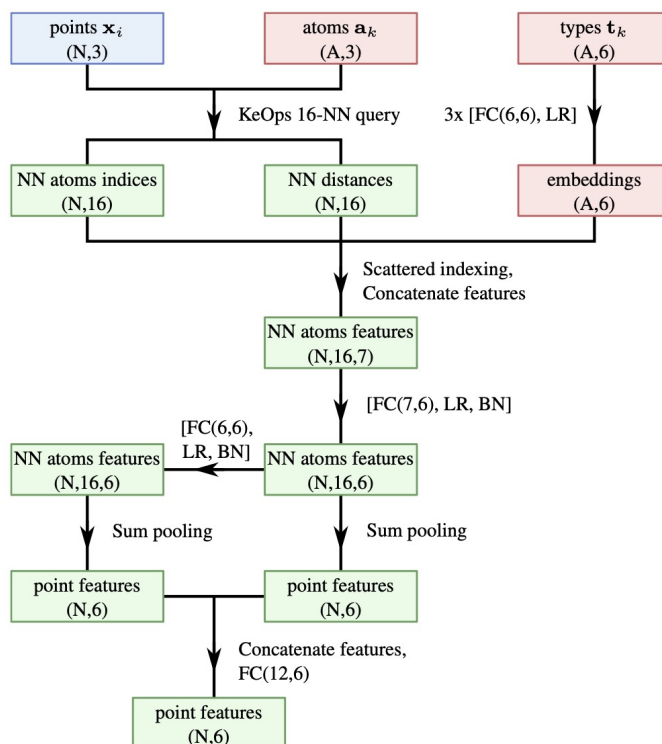 points xᵢ
(N,3)
atoms aₖ
(A,3)
types tₖ
(A,6)
KeOps 16-NN query
3x [FC(6,6), LR]
NN atoms indices
(N,16)
NN distances
(N,16)
embeddings
(A,6)
Scattered indexing,
Concatenate features
NN atoms features
(N,16,7)
[FC(7,6), LR, BN]
[FC(6,6),
LR, BN]
NN atoms features
(N,16,6)
NN atoms features
(N,16,6)
Sum pooling
Sum pooling
point features
(N,6)
point features
(N,6)
Concatenate features,
FC(12,6)
point features
(N,6)